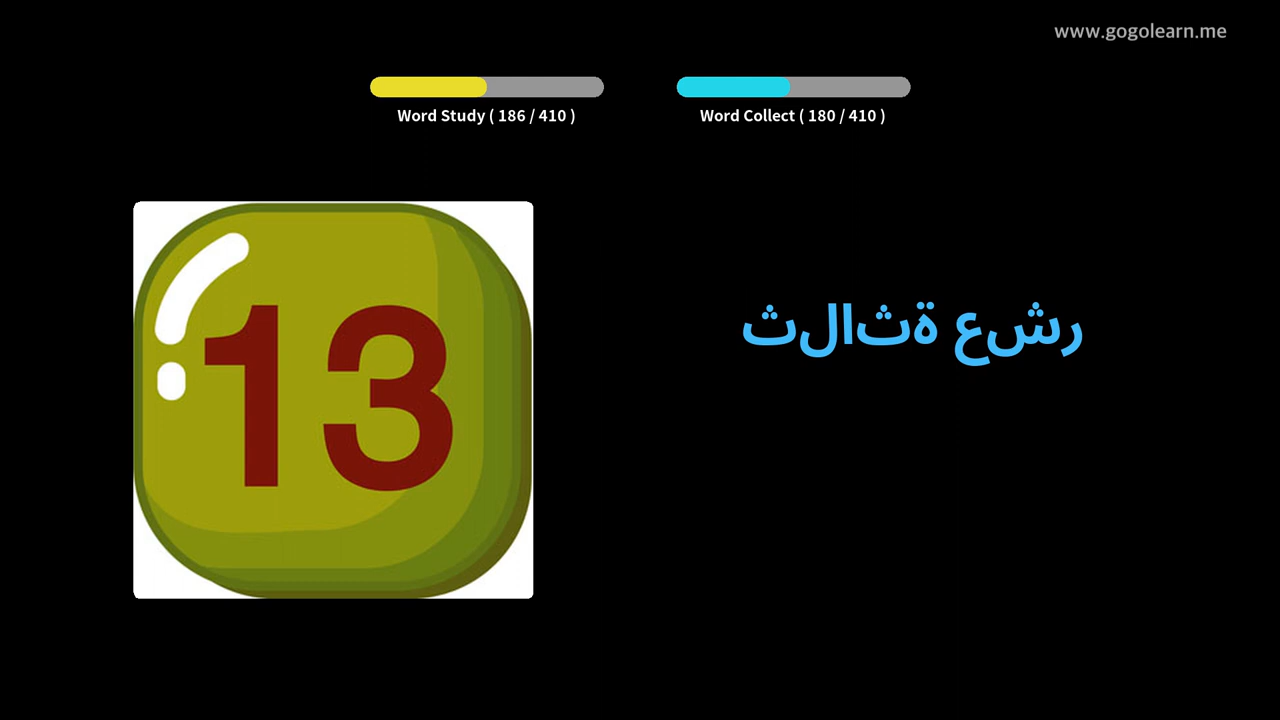 www.gogolearn.me
Word Study ( 186 / 410 )
Word Collect ( 180 / 410 )
13
رشع ةثالث